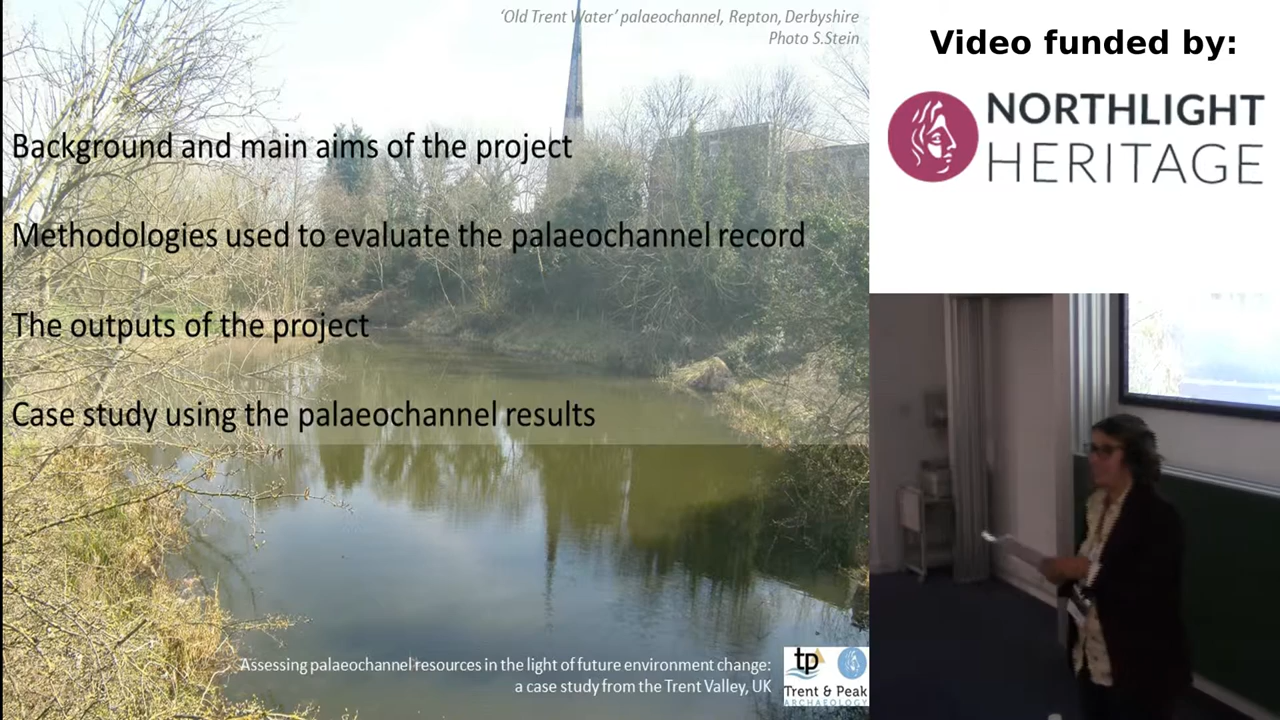 'Old Trent Water' palaeochannel, Repton, Derbyshire
Photo S.Stein
Background and main aims of the project
Methodologies used to evaluate the palaeochannel record
The outputs of the project
Case study using the palaeochannel results
Assessing palaeochannel resources in the light of future environment change:
a case study from the Trent Valley, UK
tp
Trent & Peak
ARCHAEOLOGY
Video funded by:
NORTHLIGHT
HERITAGE